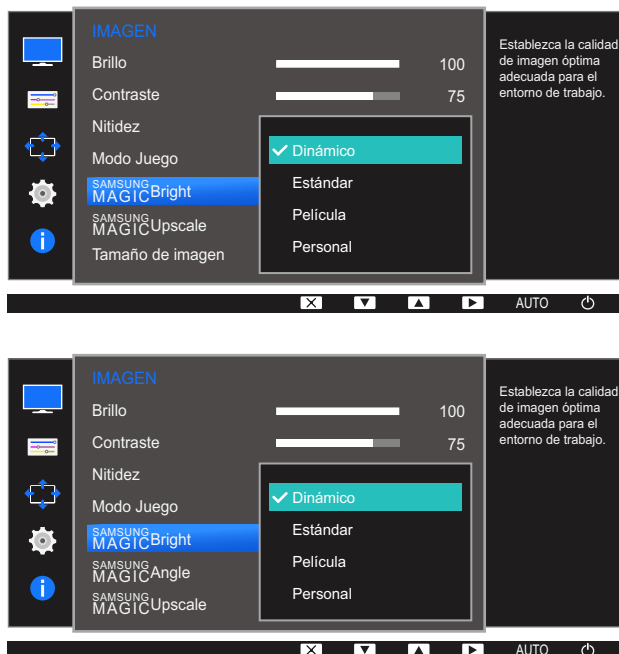 IMAGEN
Brillo 100
Contraste 75
Nitidez
Modo Juego
SAMSUNG MAGIC Bright
SAMSUNG MAGIC Upscale
Tamaño de imagen
Dinámico
Estándar
Película
Personal
Establezca la calidad
de imagen óptima
adecuada para el
entorno de trabajo.
AUTO
IMAGEN
Brillo 100
Contraste 75
Nitidez
Modo Juego
SAMSUNG MAGIC Bright
SAMSUNG MAGIC Angle
SAMSUNG MAGIC Upscale
Dinámico
Estándar
Película
Personal
Establezca la calidad
de imagen óptima
adecuada para el
entorno de trabajo.
AUTO